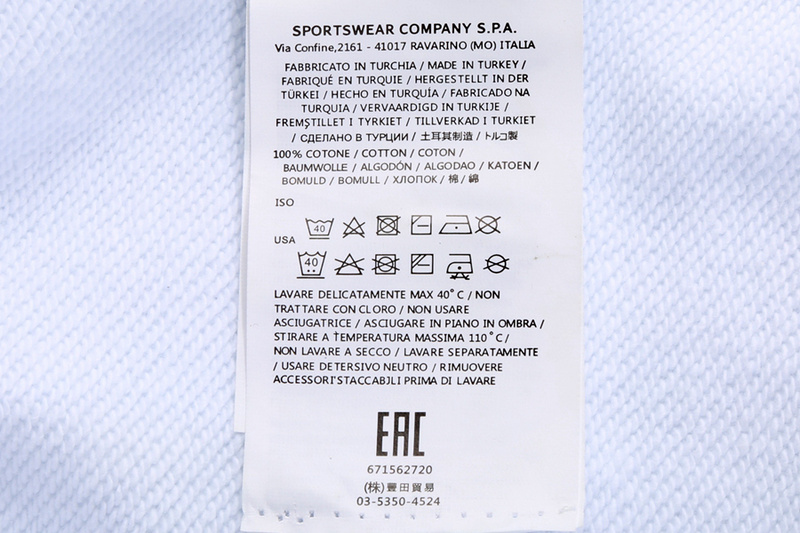 SPORTSWEAR COMPANY S.P.A.
Via Confine,2161 - 41017 RAVARINO (MO) ITALIA
FABBRICATO IN TURCHIA / MADE IN TURKEY /
FABRIQUÉ EN TURQUIE / HERGESTELLT IN DER
TÜRKEI / HECHO EN TURQUÍA / FABRICADO NA
TURQUIA / VERVAARDIGD IN TURKIJE /
FREMSTILLET I TYRKIET / TILLVERKAD I TURKIET
/ СДЕЛАНО В ТУРЦИИ / 土耳其制造 / トルコ製
100% COTONE / COTTON / COTON /
BAUMWOLLE / ALGODÓN / ALGODAO / KATOEN /
BOMULD / BOMULL / ХЛОПОК / 棉 / 綿
ISO
40
USA
40
LAVARE DELICATAMENTE MAX 40°C / NON
TRATTARE CON CLORO / NON USARE
ASCIUGATRICE / ASCIUGARE IN PIANO IN OMBRA /
STIRARE A TEMPERATURA MASSIMA 110°C /
NON LAVARE A SECCO / LAVARE SEPARATAMENTE
/ USARE DETERSIVO NEUTRO / RIMUOVERE
ACCESSORI'STACCABJLI PRIMA DI LAVARE
EAC
671562720
(株)豐田貿易
03-5350-4524